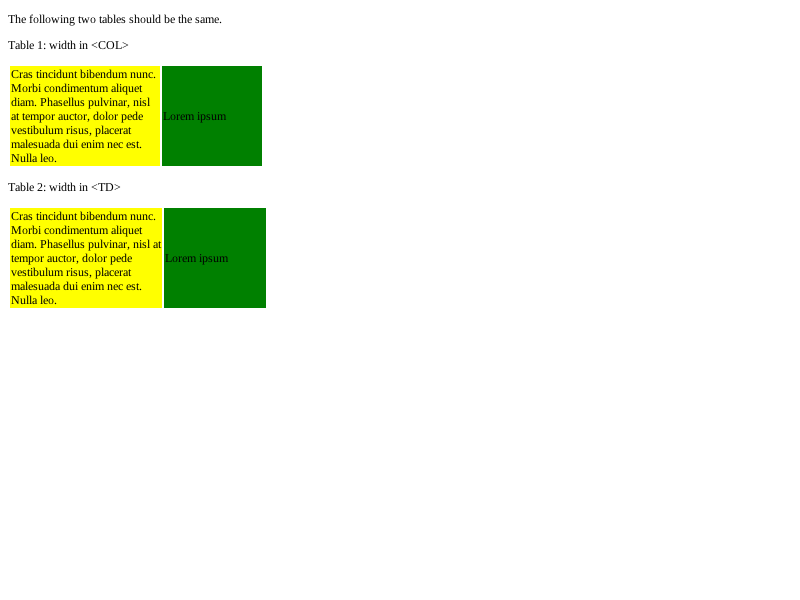 The following two tables should be the same.
Table 1: width in <COL>
Cras tincidunt bibendum nunc.
Morbi condimentum aliquet
diam. Phasellus pulvinar, nisl
at tempor auctor, dolor pede
vestibulum risus, placerat
malesuada dui enim nec est.
Nulla leo.
Lorem ipsum
Table 2: width in <TD>
Cras tincidunt bibendum nunc.
Morbi condimentum aliquet
diam. Phasellus pulvinar, nisl at
tempor auctor, dolor pede
vestibulum risus, placerat
malesuada dui enim nec est.
Nulla leo.
Lorem ipsum